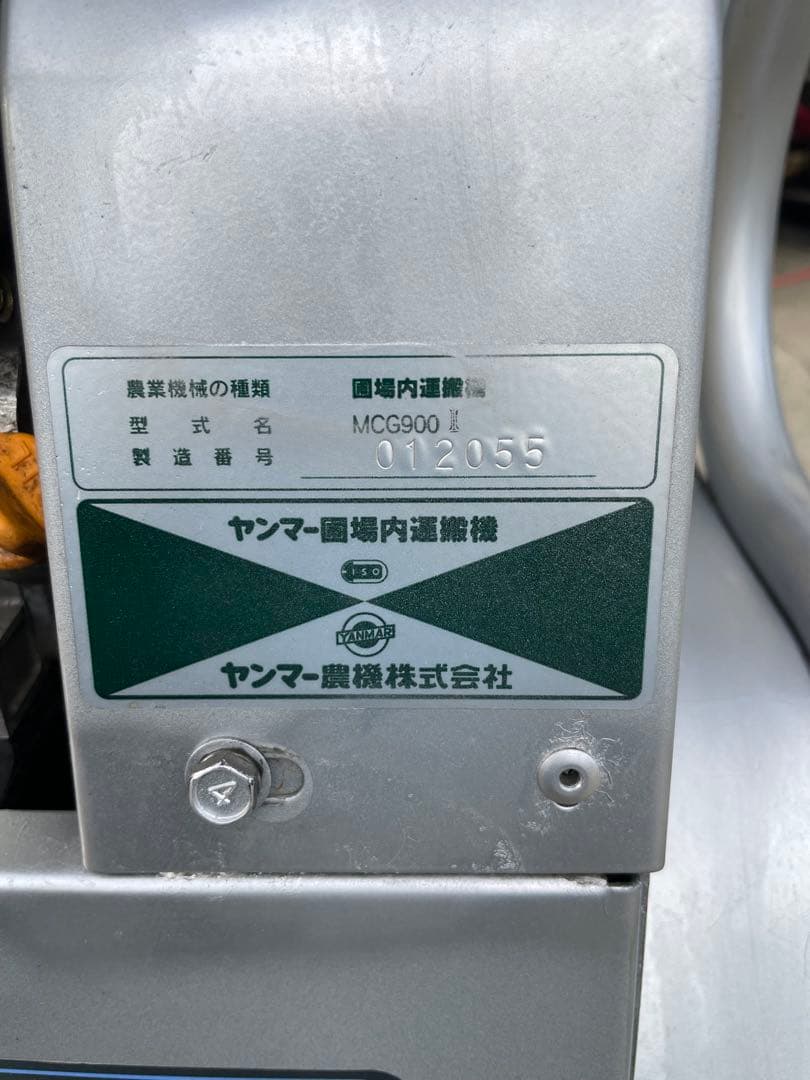 農業機械の種類 圃場内運搬機
型式名 MCG900 I
製造番号 012055
ヤンマー圃場内運搬機
ISO
YANMAR
ヤンマー農機株式会社
4